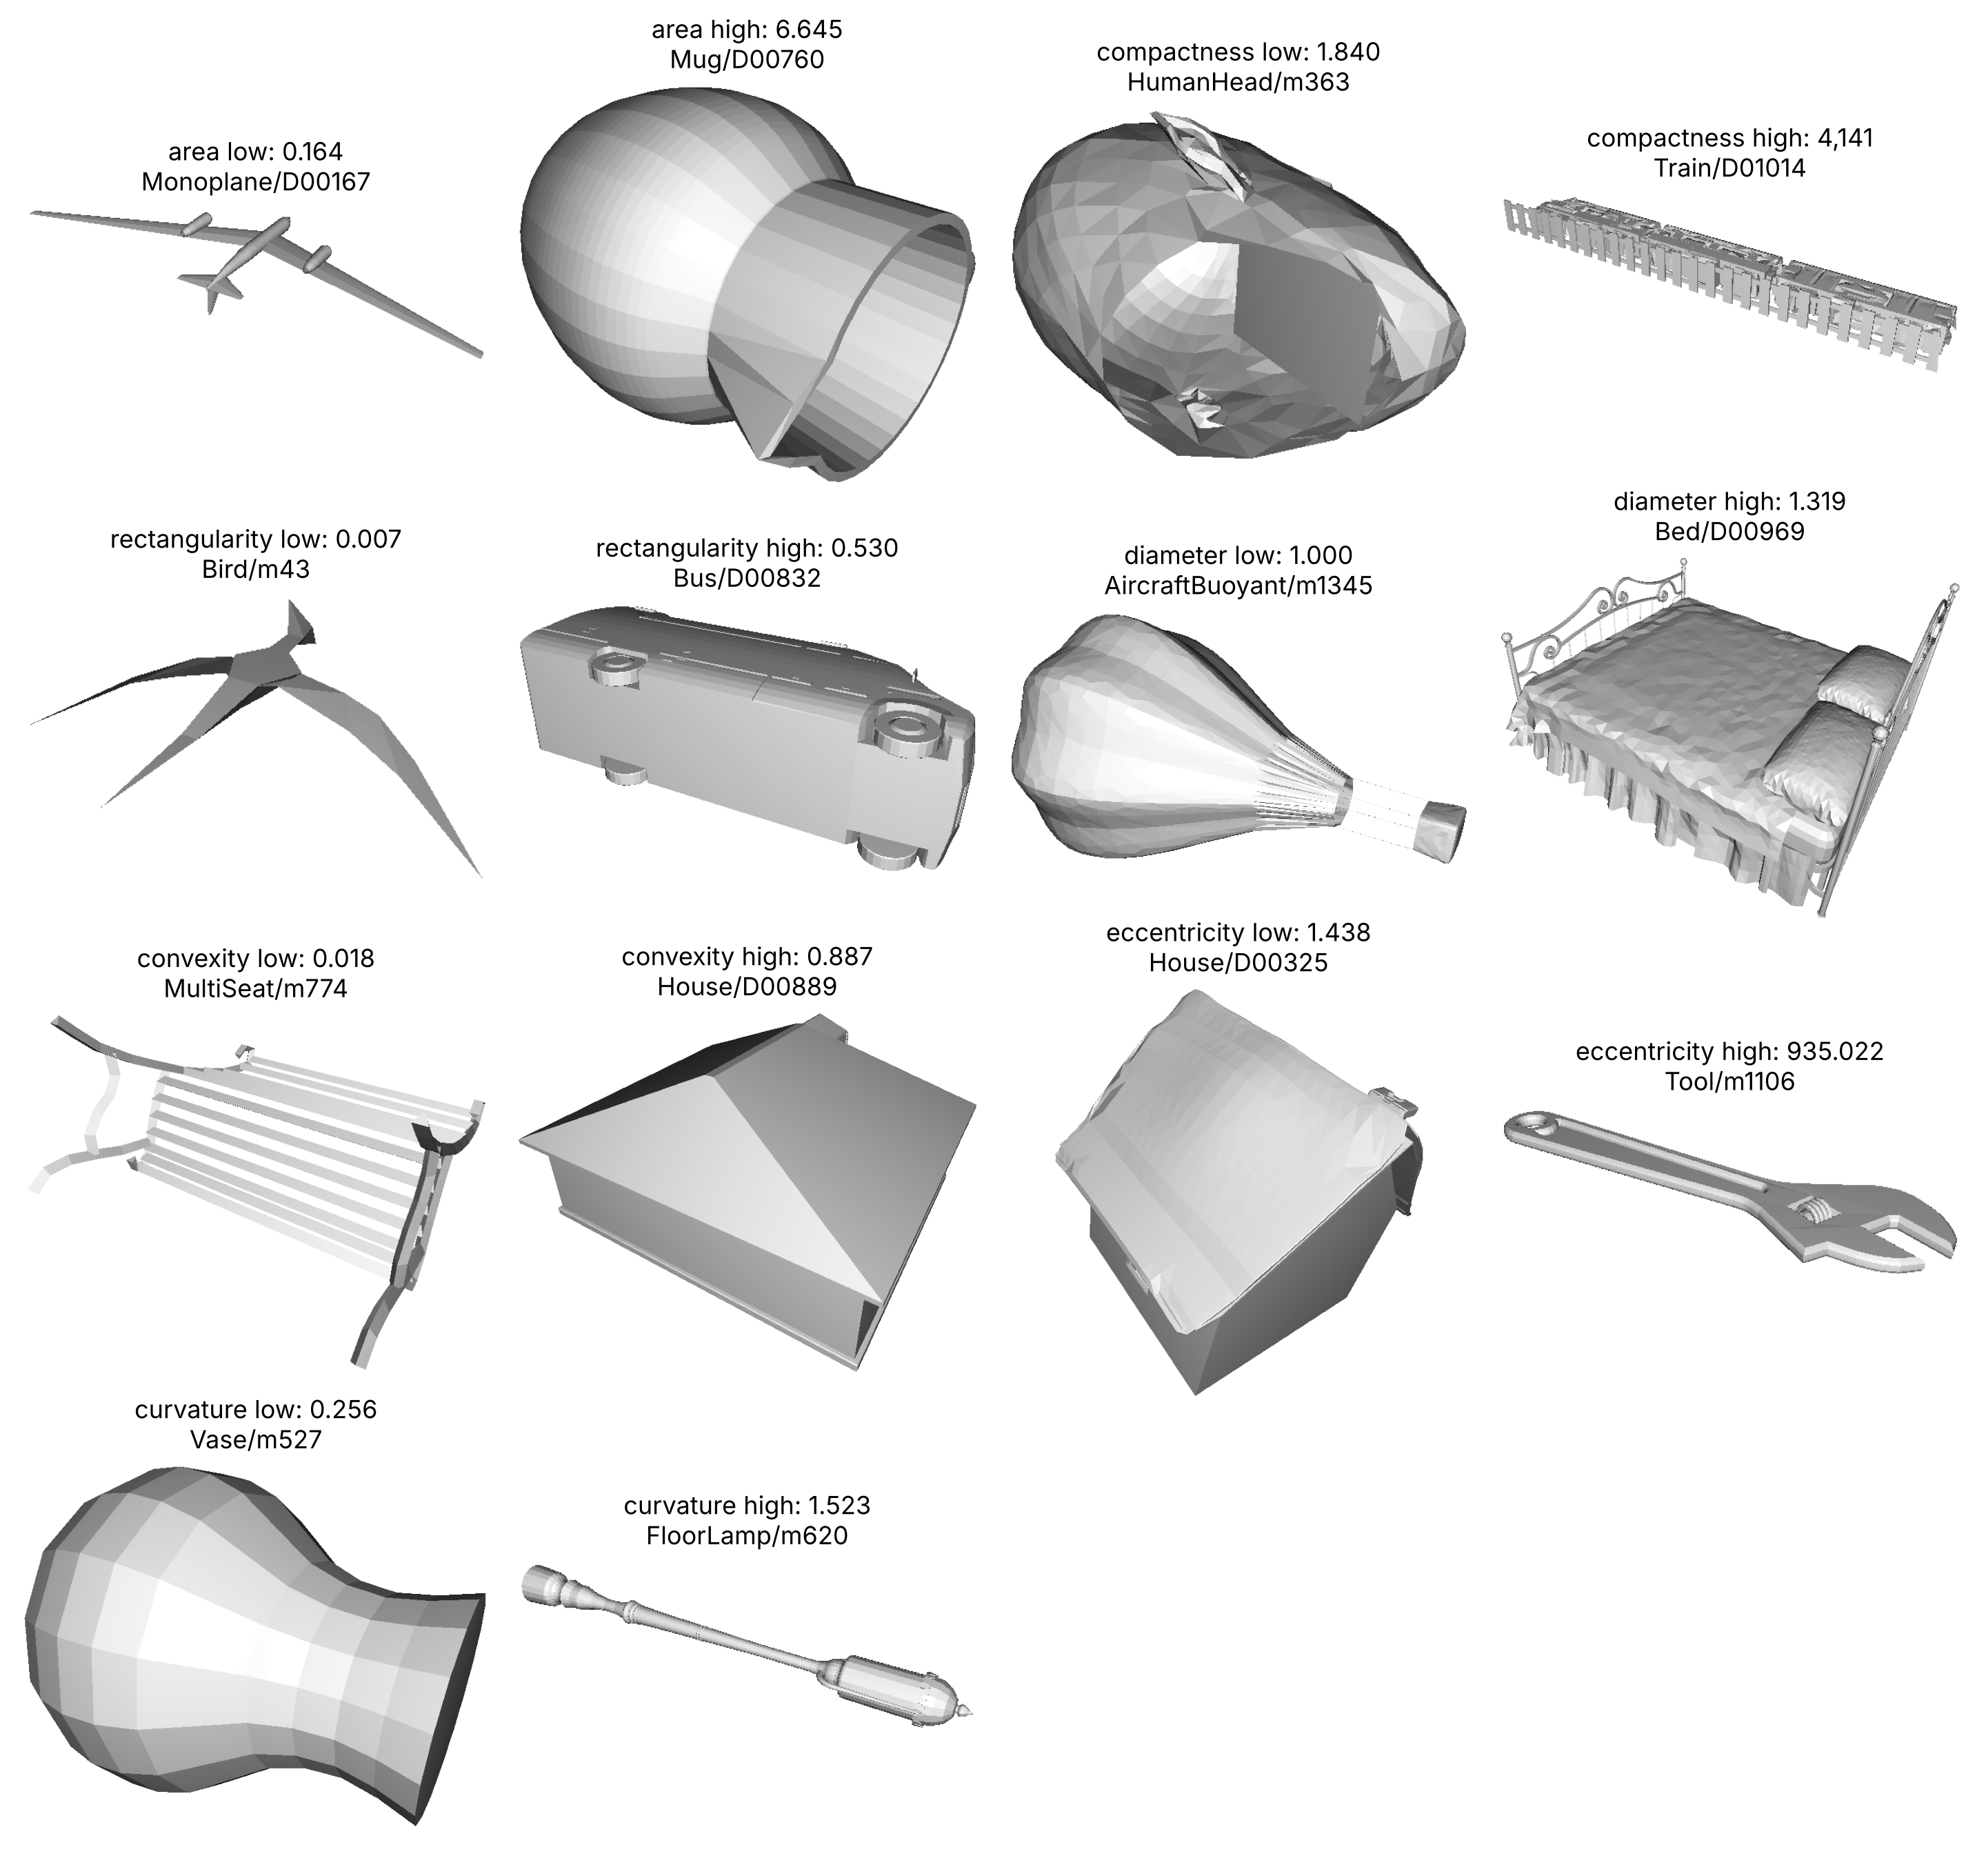 area low: 0.164
Monoplane/D00167
area high: 6.645
Mug/D00760
compactness low: 1.840
HumanHead/m363
compactness high: 4,141
Train/D01014
rectangularity low: 0.007
Bird/m43
rectangularity high: 0.530
Bus/D00832
diameter low: 1.000
AircraftBuoyant/m1345
diameter high: 1.319
Bed/D00969
convexity low: 0.018
MultiSeat/m774
convexity high: 0.887
House/D00889
eccentricity low: 1.438
House/D00325
eccentricity high: 935.022
Tool/m1106
curvature low: 0.256
Vase/m527
curvature high: 1.523
FloorLamp/m620